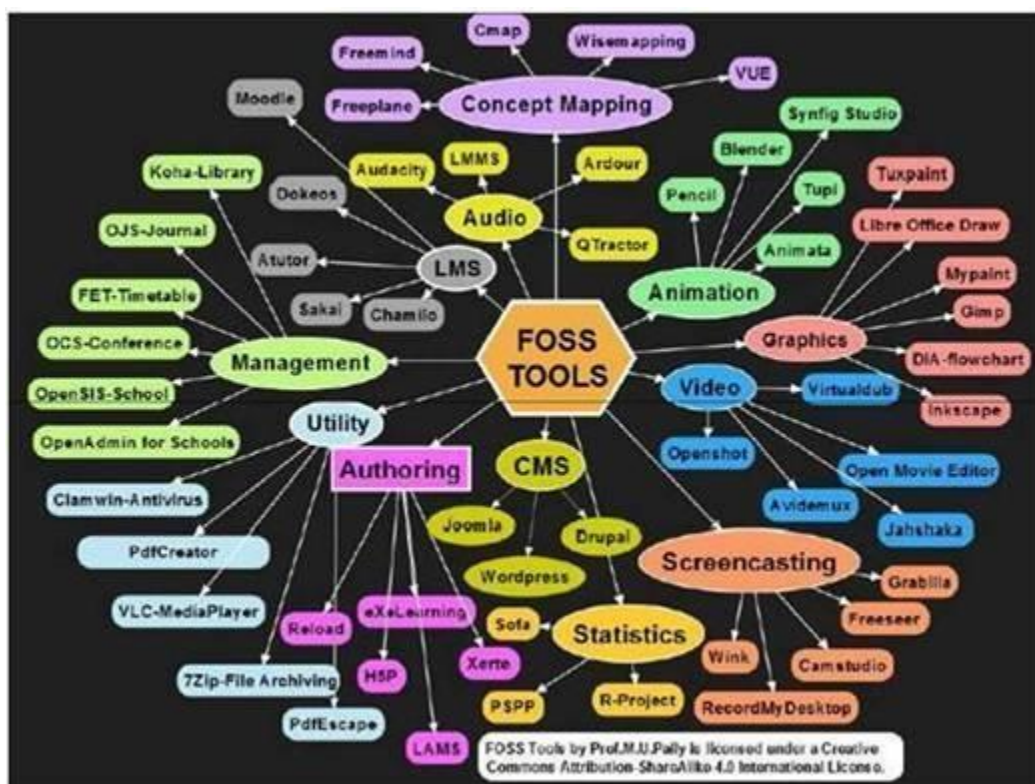 Cmap
Wisemapping
Freemind
VUE
Freeplane
Concept Mapping
Moodle
Synfig Studio
Blender
LMMS
Ardour
Audacity
Tuxpaint
Koha-Library
Dokeos
Pencil
Tupi
Audio
Libre Office Draw
OJS-Journal
QTractor
Animata
Atutor
LMS
Mypaint
FET-Timetable
Sakai
Chamilo
Animation
Gimp
FOSS
TOOLS
Graphics
OCS-Conference
Management
DIA-flowchart
OpenSIS-School
Video
Virtualdub
Inkscape
Utility
OpenAdmin for Schools
Openshot
Authoring
CMS
Open Movie Editor
Clamwin-Antivirus
Avidemux
Joomla
Drupal
Jahshaka
PdfCreator
Screencasting
Wordpress
Grabilla
VLC-MediaPlayer
eXeLearning
Freeseer
Reload
Sofa
Statistics
Wink
Xerte
Camstudio
H5P
7Zip-File Archiving
R-Project
PSPP
RecordMyDesktop
PdfEscape
LAMS
FOSS Tools by Prof.M.U.Paily is licensed under a Creative
Commons Attribution-ShareAlike 4.0 International License.